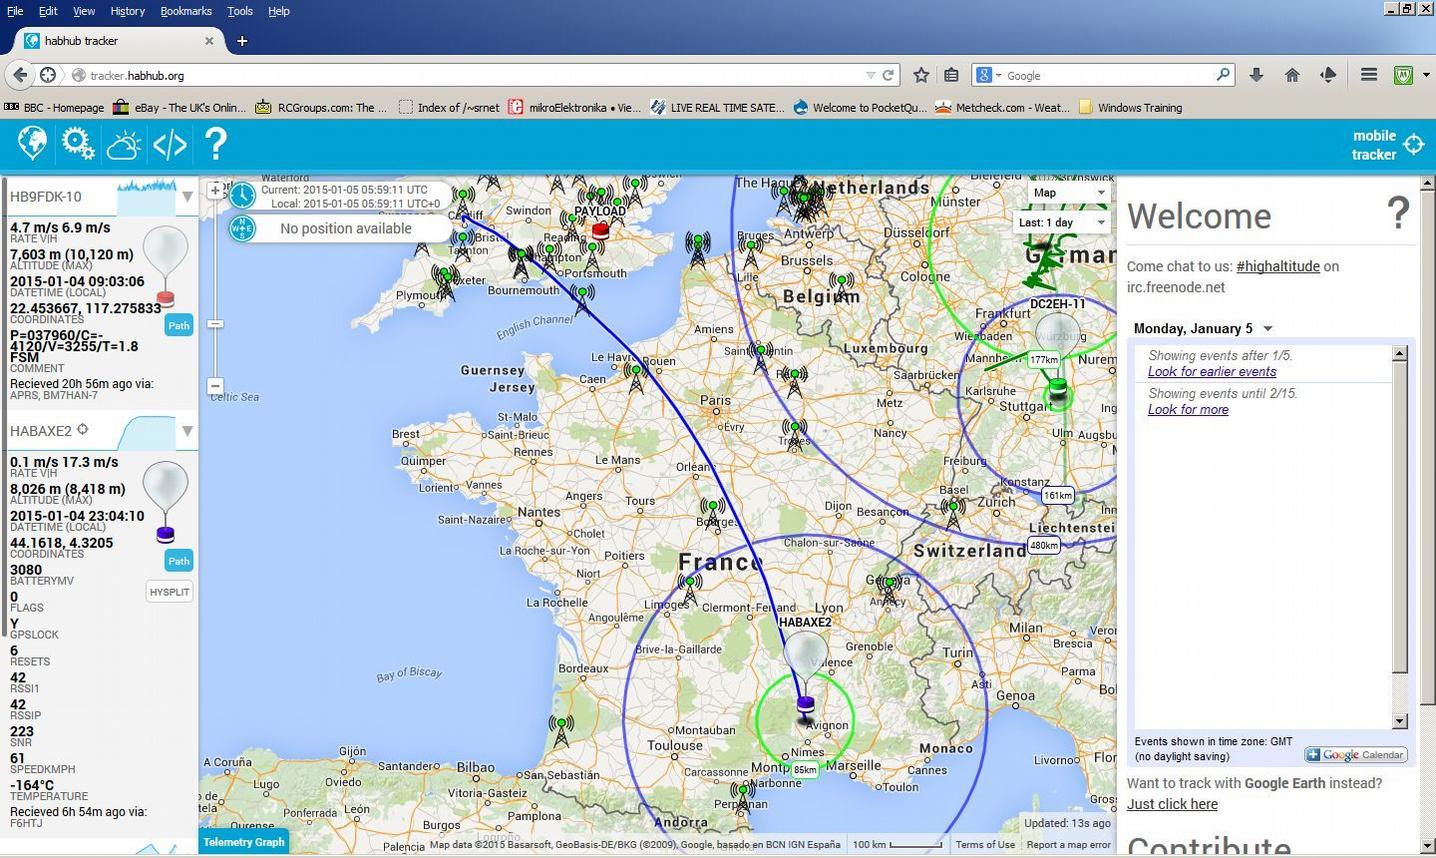 File Edit View History Bookmarks Tools Help
habhub tracker
tracker.habhub.org
Google
BBC - Homepage eBay - The UK's Onlin... RCGroups.com: The ... Index of /~srnet mikroElektronika • Vie... LIVE REAL TIME SATE... Welcome to PocketQu... Metcheck.com - Weat... Windows Training
mobile
tracker
HB9FDK-10
4.7 m/s 6.9 m/s
RATE V|H
7,603 m (10,120 m)
ALTITUDE (MAX)
2015-01-04 09:03:06
DATETIME (LOCAL)
22.453667, 117.275833
COORDINATES
Path
P=037960/C=-
4120/V=3255/T=1.8
FSM
COMMENT
Recieved 20h 56m ago via:
APRS, BM7HAN-7
HABAXE2
0.1 m/s 17.3 m/s
RATE V|H
8,026 m (8,418 m)
ALTITUDE (MAX)
2015-01-04 23:04:10
DATETIME (LOCAL)
44.1618, 4.3205
COORDINATES
Path
3080
BATTERYMV
HYSPLIT
0
FLAGS
Y
GPSLOCK
6
RESETS
42
RSSI1
42
RSSIP
223
SNR
61
SPEEDKMPH
-164°C
TEMPERATURE
Recieved 6h 54m ago via:
F6HTJ
Current: 2015-01-05 05:59:11 UTC
Local: 2015-01-05 05:59:11 UTC+0
No position available
Map
Last: 1 day
Waterford
Cardiff
Swindon
Bristol
Reading
PAYLOAD
Taunton
Portsmouth
Exeter
Bournemouth
Plymouth
English Channel
Celtic Sea
Guernsey
Jersey
The Hague
Netherlands
Bielefeld
Münster
Bruges
Antwerp
Düsseldorf
Brussels
Cologne
Lille
Belgium
German
DC2EH-11
Frankfurt
Wiesbaden
Würzburg
Mannheim
Nurem
177km
Amiens
Luxembourg
Saarbrücken
Karlsruhe
Stuttgart
Ing
Le Havre
Rouen
Caen
Paris
Évry
Metz
Nancy
Troyes
Ulm
Augsbu
St-Malo
Saint-Brieuc
Brest
Quimper
Rennes
Le Mans
Orléans
Freiburg
Konstanz
161km
Lorient
Vannes
Angers
Tours
Basel
Zurich
Saint-Nazaire
Nantes
Bourges
Dijon
Besançon
Liechtenstein
Cholet
Chalon-sur-Saône
480km
La Roche-sur-Yon
Poitiers
France
Switzerland
Niort
La Rochelle
Limoges
Clermont-Ferrand
Geneva
Annecy
Angoulême
Lyon
HABAXE2
Milan
Verona
Brive-la-Gaillarde
Grenoble
Valence
Turin
Bay of Biscay
Bordeaux
Asti
Parma
Genoa
Bolo
Avignon
Montauban
Toulouse
Nimes
Monaco
85km
Marseille
Cannes
Carcassonne
Narbonne
Toulon
Livorno
Gijón
A Coruña
Santander
Bilbao
San Sebastián
Lugo
Oviedo
Vitoria-Gasteiz
Perpignan
Ponferrada
León
Pamplona
Andorra
Gros
Ourense
Burgos
Logroño
Palencia
Updated: 13s ago
Telemetry Graph
Map data ©2015 Basarsoft, GeoBasis-DE/BKG (©2009), Google, basado en BCN IGN España
100 km
Terms of Use
Report a map error
Welcome
?
Come chat to us: #highaltitude on
irc.freenode.net
Monday, January 5
Showing events after 1/5.
Look for earlier events
Showing events until 2/15.
Look for more
Events shown in time zone: GMT
(no daylight saving)
Google Calendar
Want to track with Google Earth instead?
Just click here
Contribute